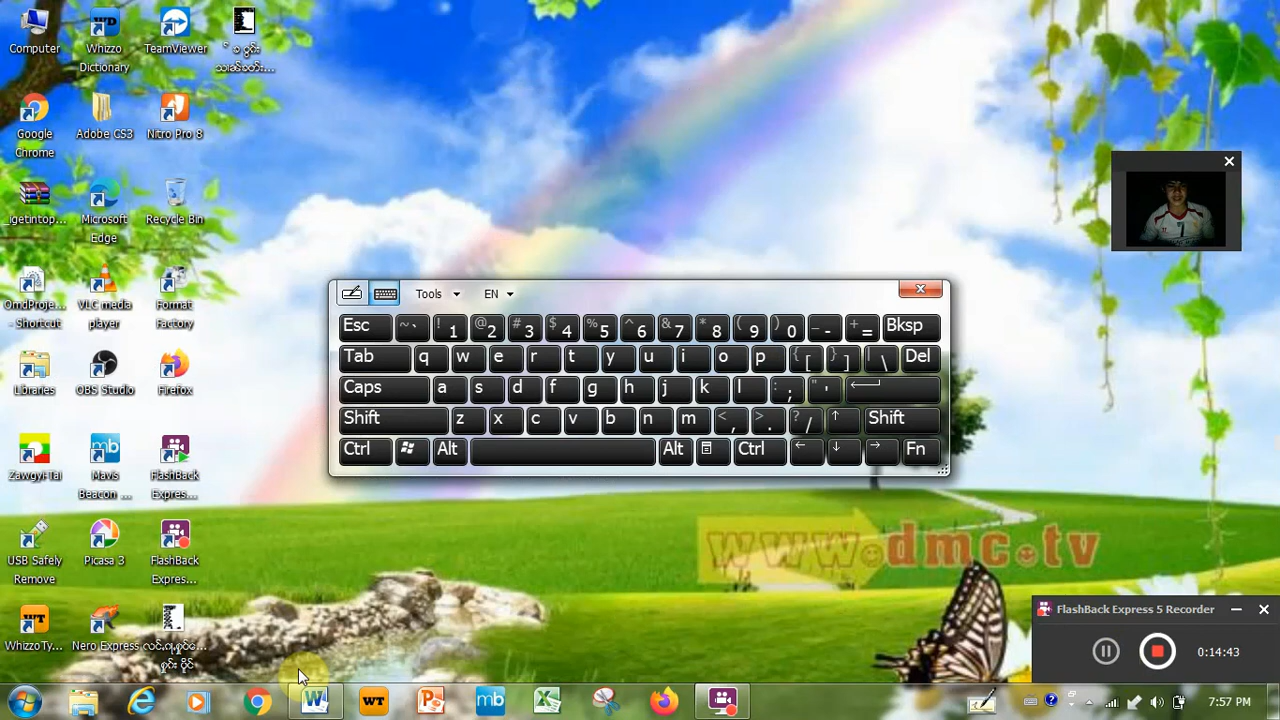 Computer
Whizzo
Dictionary
TeamViewer
Google
Chrome
Adobe CS3
Nitro Pro 8
_igetintop...
Microsoft
Edge
Recycle Bin
OmdProje...
- Shortcut
VLC media
player
Format
Factory
Libraries
OBS Studio
Firefox
Zawgyi-Tai
Mavis
Beacon ...
FlashBack
Expres...
USB Safely
Remove
Picasa 3
FlashBack
Expres...
WhizzoTy...
Nero Express
Tools EN
Esc ~ ` ! 1 @ 2 # 3 $ 4 % 5 ^ 6 & 7 * 8 ( 9 ) 0 _ - + = Bksp
Tab q w e r t y u i o p { [ } ] | \ Del
Caps a s d f g h j k l : ; " '
Shift z x c v b n m < , > . ? / ↑ Shift
Ctrl Alt Alt Ctrl ← ↓ → Fn
www.dmc.tv
FlashBack Express 5 Recorder
0:14:43
7:57 PM